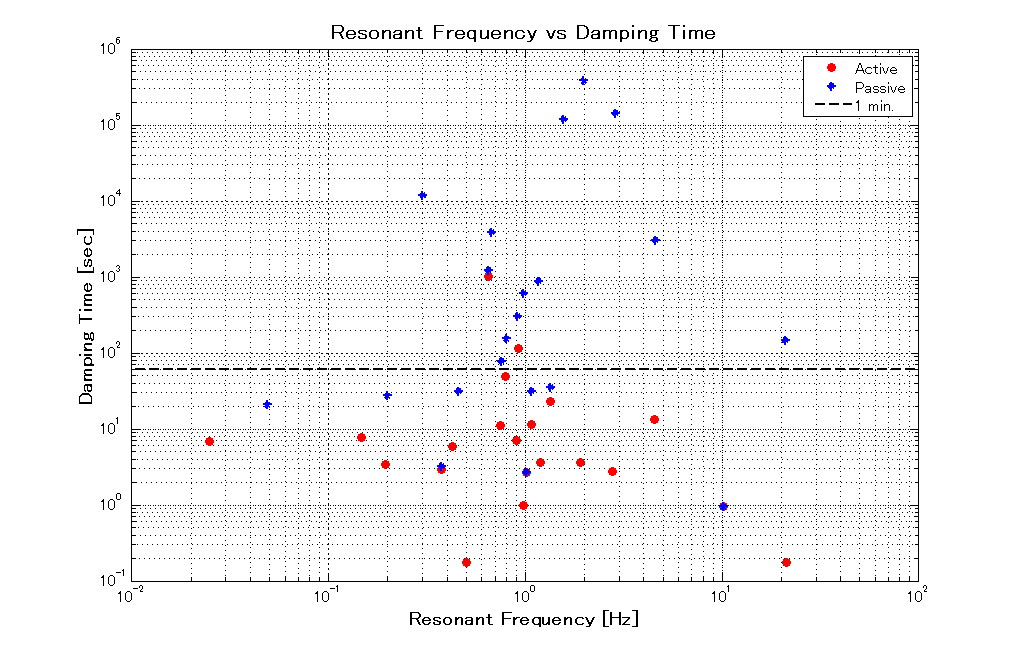 Resonant Frequency vs Damping Time
10^6
10^5
10^4
10^3
10^2
10^1
10^0
10^-1
Damping Time [sec]
Active
Passive
1 min.
10^-2
10^-1
10^0
10^1
10^2
Resonant Frequency [Hz]